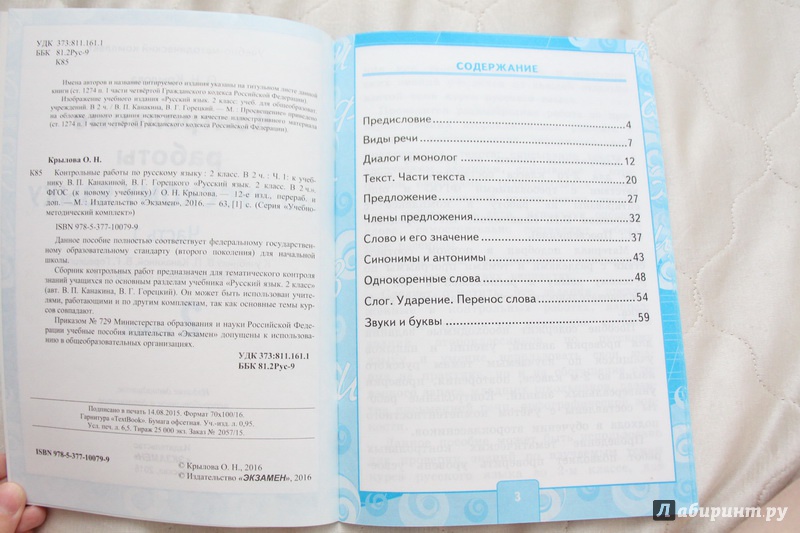 УДК 373:811.161.1
ББК 81.2Рус-9
К85
Имена авторов и название цитируемого издания указаны на титульном листе данной
книги (ст. 1274 п. 1 части четвёртой Гражданского кодекса Российской Федерации).
Изображение учебного издания «Русский язык. 2 класс: учеб. для общеобразоват.
учреждений. В 2 ч. / В. П. Канакина, В. Г. Горецкий. — М. : Просвещение» приведено
на обложке данного издания исключительно в качестве иллюстративного материала
(ст. 1274 п. 1 части четвёртой Гражданского кодекса Российской Федерации).
Крылова О. Н.
К85 Контрольные работы по русскому языку : 2 класс. В 2 ч. : Ч. 1: к учеб-
нику В. П. Канакиной, В. Г. Горецкого «Русский язык. 2 класс. В 2 ч.».
ФГОС (к новому учебнику) / О. Н. Крылова. — 12-е изд., перераб. и
доп. — М. : Издательство «Экзамен», 2016. — 63, [1] с. (Серия «Учебно-
методический комплект»)
ISBN 978-5-377-10079-9
Данное пособие полностью соответствует федеральному государствен-
ному образовательному стандарту (второго поколения) для начальной
школы.
Сборник контрольных работ предназначен для тематического контроля
знаний учащихся по основным разделам учебника «Русский язык. 2 класс»
(авт. В. П. Канакина, В. Г. Горецкий). Он может быть использован учите-
лями, работающими и по другим комплектам, так как основные темы кур-
сов совпадают.
Приказом № 729 Министерства образования и науки Российской Феде-
рации учебные пособия издательства «Экзамен» допущены к использова-
нию в общеобразовательных организациях.
УДК 373:811.161.1
ББК 81.2Рус-9
Подписано в печать 14.08.2015. Формат 70х100/16.
Гарнитура «TextBook». Бумага офсетная. Уч.-изд. л. 0,95.
Усл. печ. л. 6,5. Тираж 25 000 экз. Заказ № 2057/15.
ISBN 978-5-377-10079-9
© Крылова О. Н., 2016
© Издательство «ЭКЗАМЕН», 2016
СОДЕРЖАНИЕ
Предисловие 4
Виды речи 7
Диалог и монолог 12
Текст. Части текста 20
Предложение 27
Члены предложения 32
Слово и его значение 37
Синонимы и антонимы 43
Однокоренные слова 48
Слог. Ударение. Перенос слова 54
Звуки и буквы 59
3
Лабиринт.ру